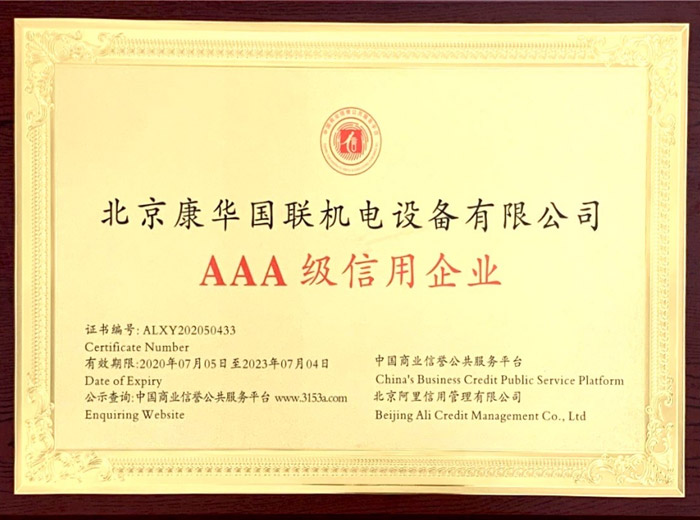 北京康华国联机电设备有限公司
AAA 级信用企业
证书编号: ALXY202050433
Certificate Number
有效期限:2020年07月05日至2023年07月04日
Date of Expiry
公示查询:中国商业信誉公共服务平台 www.3153a.com
Enquiring Website
中国商业信誉公共服务平台
China's Business Credit Public Service Platform
北京阿里信用管理有限公司
Beijing Ali Credit Management Co., Ltd